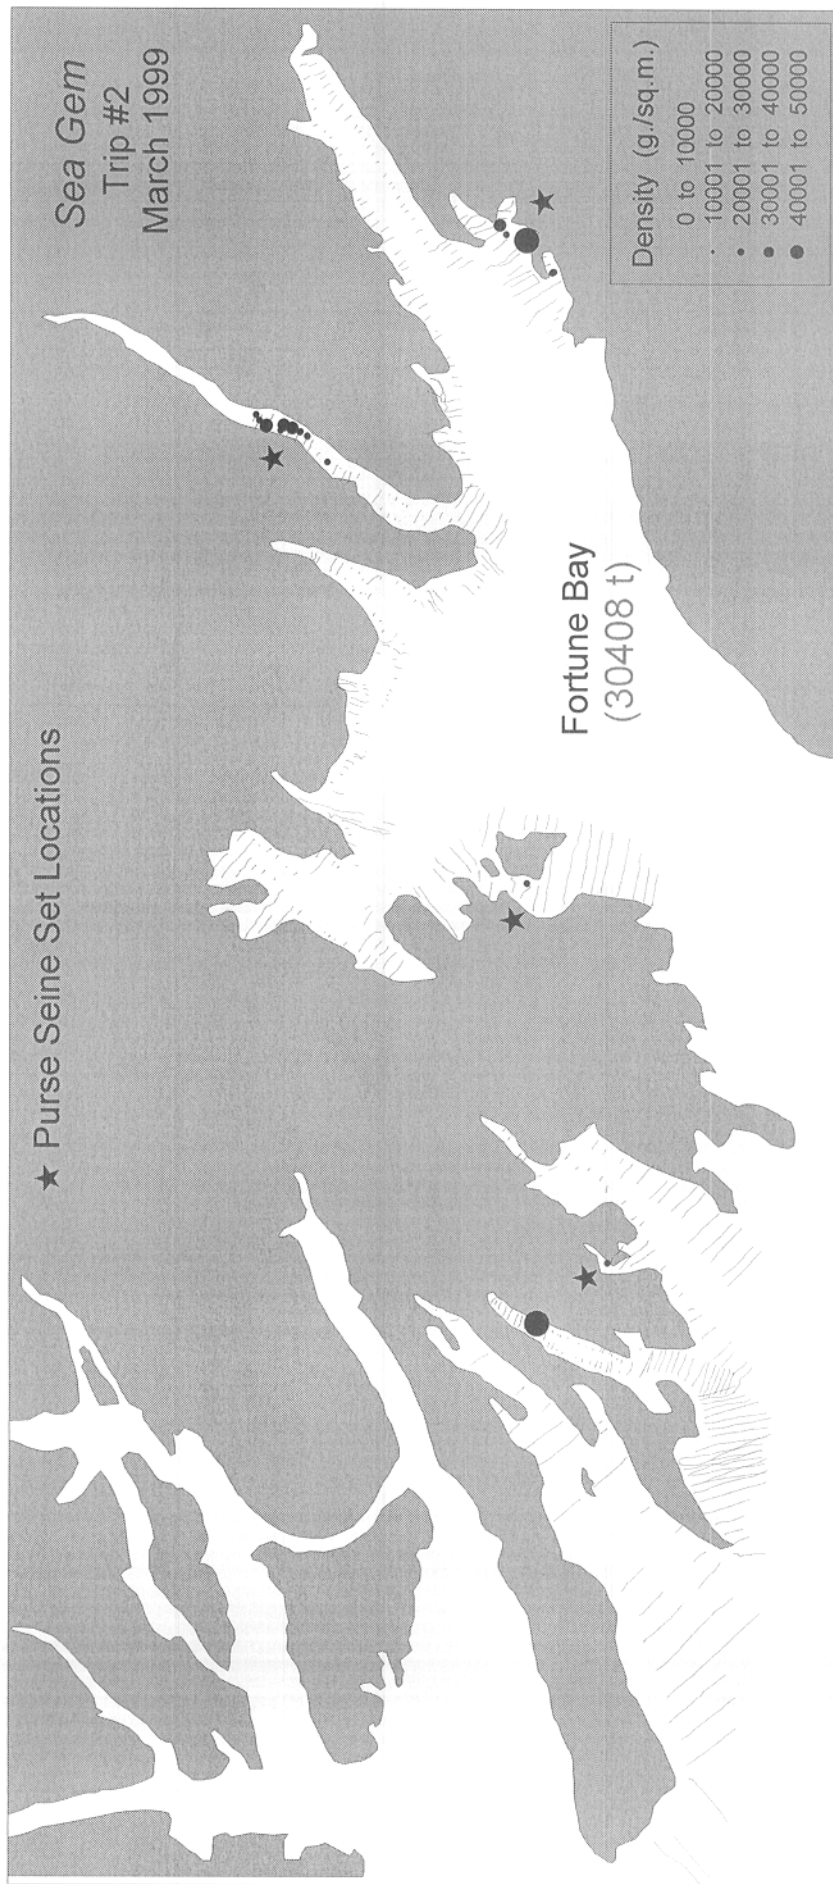 ★ Purse Seine Set Locations
Sea Gem
Trip #2
March 1999
Fortune Bay
(30408 t)
Density (g./sq.m.)
0 to 10000
10001 to 20000
20001 to 30000
30001 to 40000
40001 to 50000